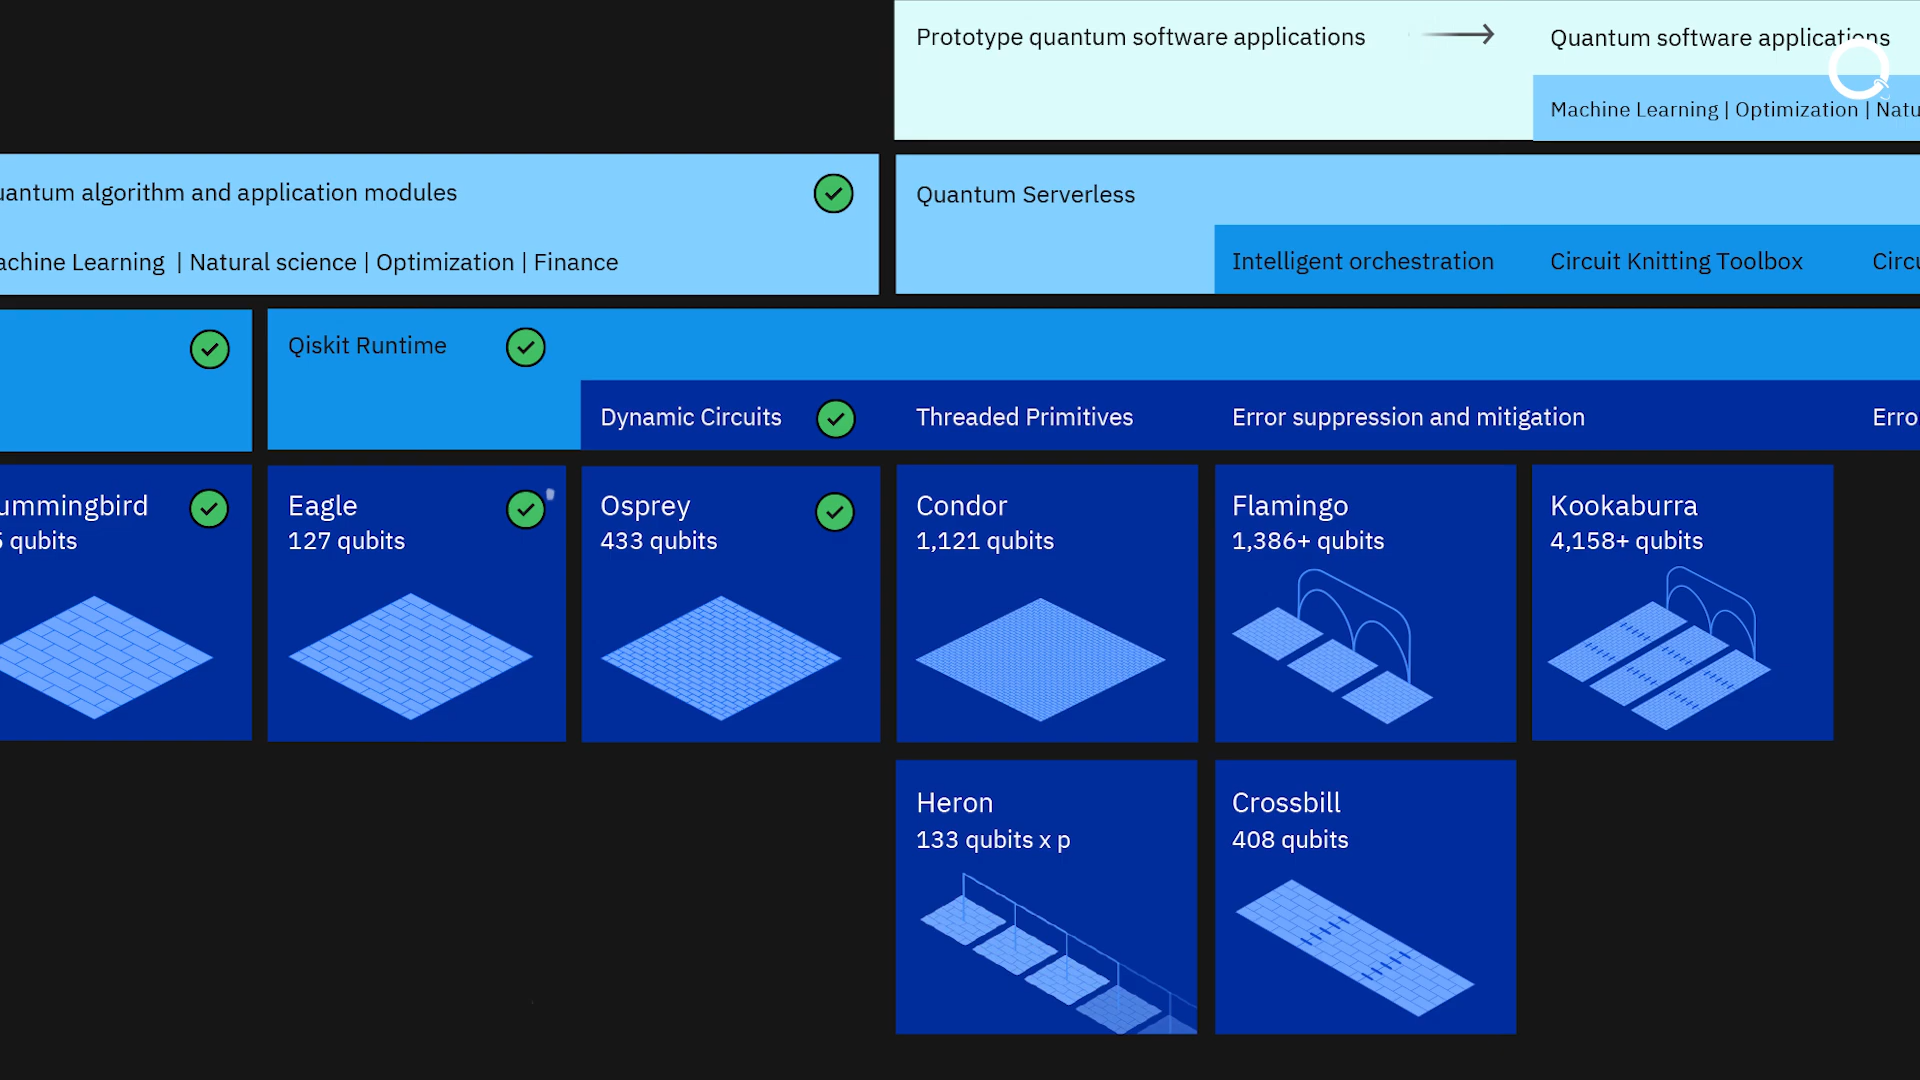 Prototype quantum software applications
Quantum software applications
Machine Learning | Optimization | Natu
uantum algorithm and application modules
achine Learning | Natural science | Optimization | Finance
Quantum Serverless
Intelligent orchestration
Circuit Knitting Toolbox
Circu
Qiskit Runtime
Dynamic Circuits
Threaded Primitives
Error suppression and mitigation
Erro
ummingbird
5 qubits
Eagle
127 qubits
Osprey
433 qubits
Condor
1,121 qubits
Flamingo
1,386+ qubits
Kookaburra
4,158+ qubits
Heron
133 qubits x p
Crossbill
408 qubits